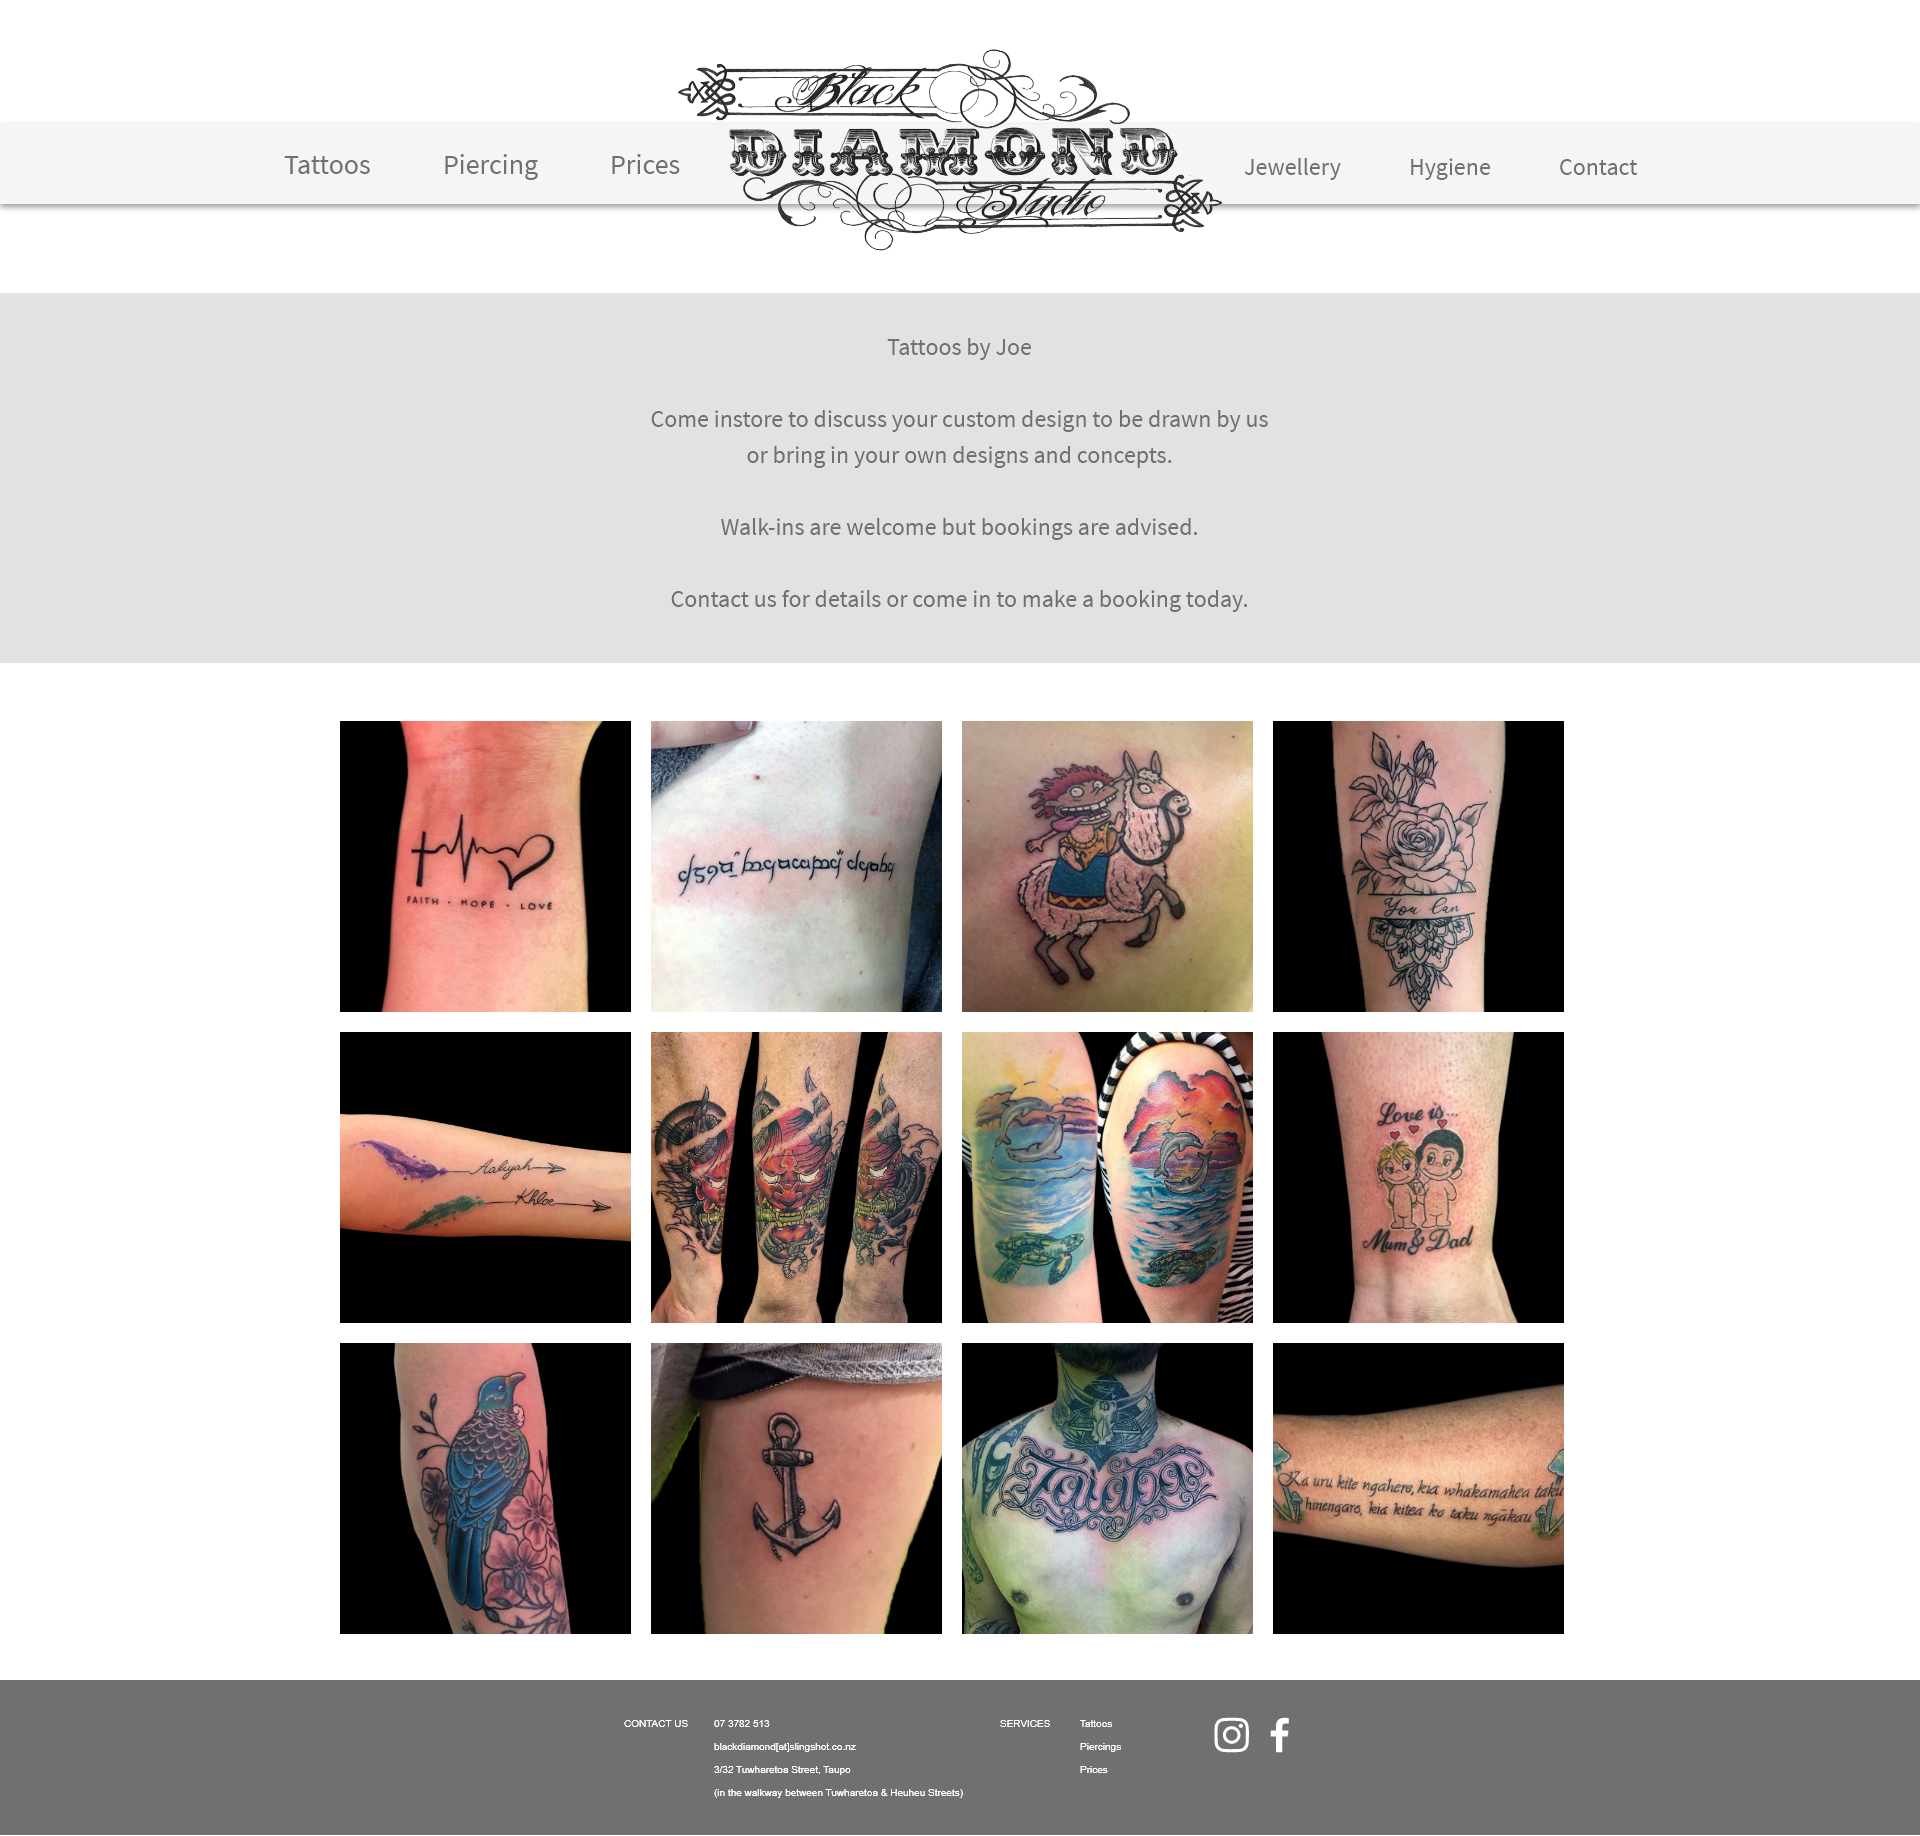 Black
DIAMOND
Studio
Tattoos
Piercing
Prices
Jewellery
Hygiene
Contact
Tattoos by Joe
Come instore to discuss your custom design to be drawn by us
or bring in your own designs and concepts.
Walk-ins are welcome but bookings are advised.
Contact us for details or come in to make a booking today.
FAITH · HOPE · LOVE
You Can
Aaliyah
Khloe
Love is...
Mum & Dad
Ka uru kite ngahere, kia whakamahea taku
hinengaro, kia kitea ko taku ngākau
CONTACT US
07 3782 513
blackdiamond[at]slingshot.co.nz
3/32 Tuwharetoa Street, Taupo
(in the walkway between Tuwharetoa & Heuheu Streets)
SERVICES
Tattoos
Piercings
Prices